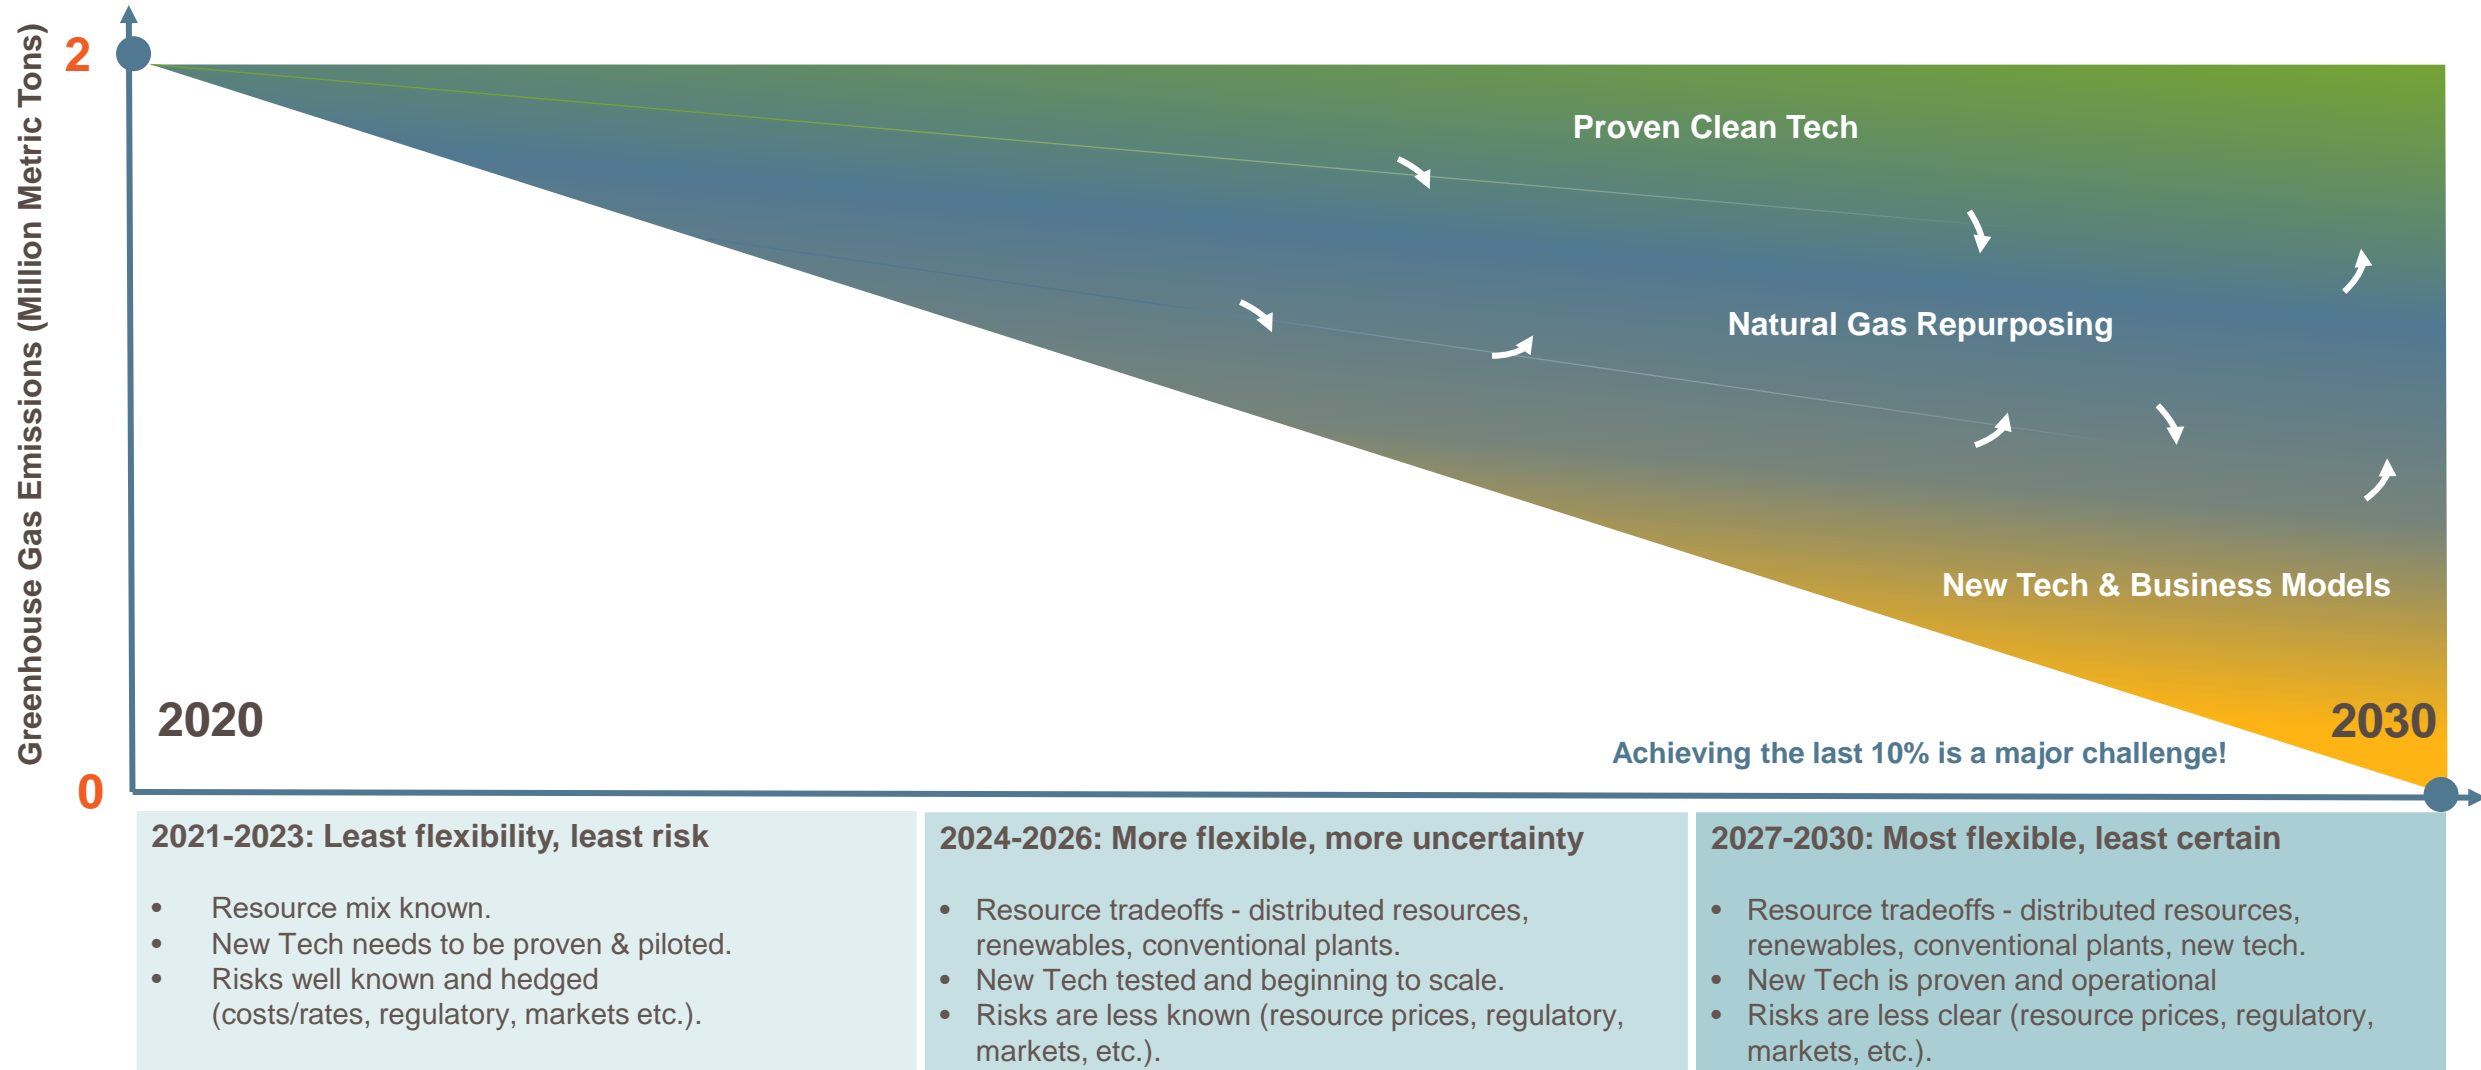 Greenhouse Gas Emissions (Million Metric Tons)
2
Proven Clean Tech
Natural Gas Repurposing
New Tech & Business Models
2020
2030
Achieving the last 10% is a major challenge!
0
2021-2023: Least flexibility, least risk
• Resource mix known.
• New Tech needs to be proven & piloted.
• Risks well known and hedged
(costs/rates, regulatory, markets etc.).
2024-2026: More flexible, more uncertainty
• Resource tradeoffs - distributed resources,
renewables, conventional plants.
• New Tech tested and beginning to scale.
• Risks are less known (resource prices, regulatory,
markets, etc.).
2027-2030: Most flexible, least certain
• Resource tradeoffs - distributed resources,
renewables, conventional plants, new tech.
• New Tech is proven and operational
• Risks are less clear (resource prices, regulatory,
markets, etc.).